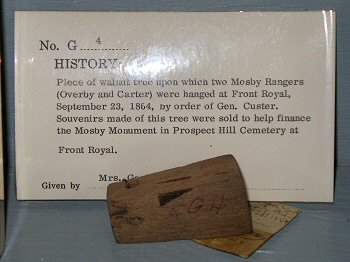 No. G 4
HISTORY:
Piece of walnut tree upon which two Mosby Rangers
(Overby and Carter) were hanged at Front Royal,
September 23, 1864, by order of Gen. Custer.
Souvenirs made of this tree were sold to help finance
the Mosby Monument in Prospect Hill Cemetery at
Front Royal.
Given by Mrs.